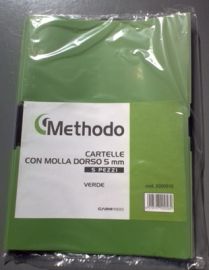 Methodo
CARTELLE
CON MOLLA DORSO 5 mm
5 PEZZI
VERDE